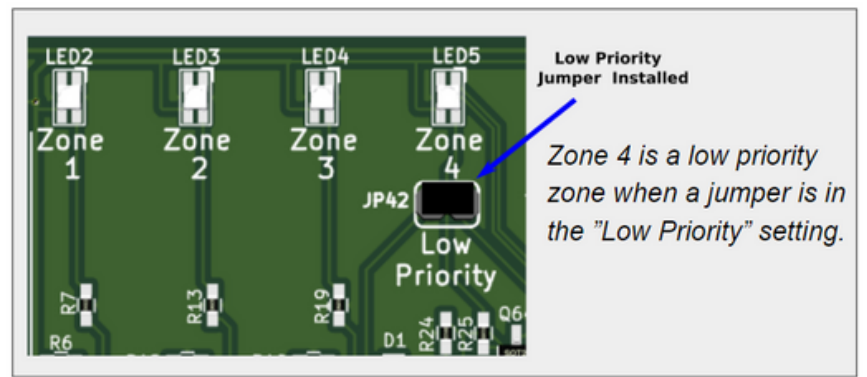 LED2 LED3 LED4 LED5
Zone Zone Zone Zone
1 2 3 4
JP42
Low
Priority
R7 R13 R19
R24 R25
R6 D1
Low Priority
Jumper Installed
Zone 4 is a low priority
zone when a jumper is in
the ”Low Priority” setting.